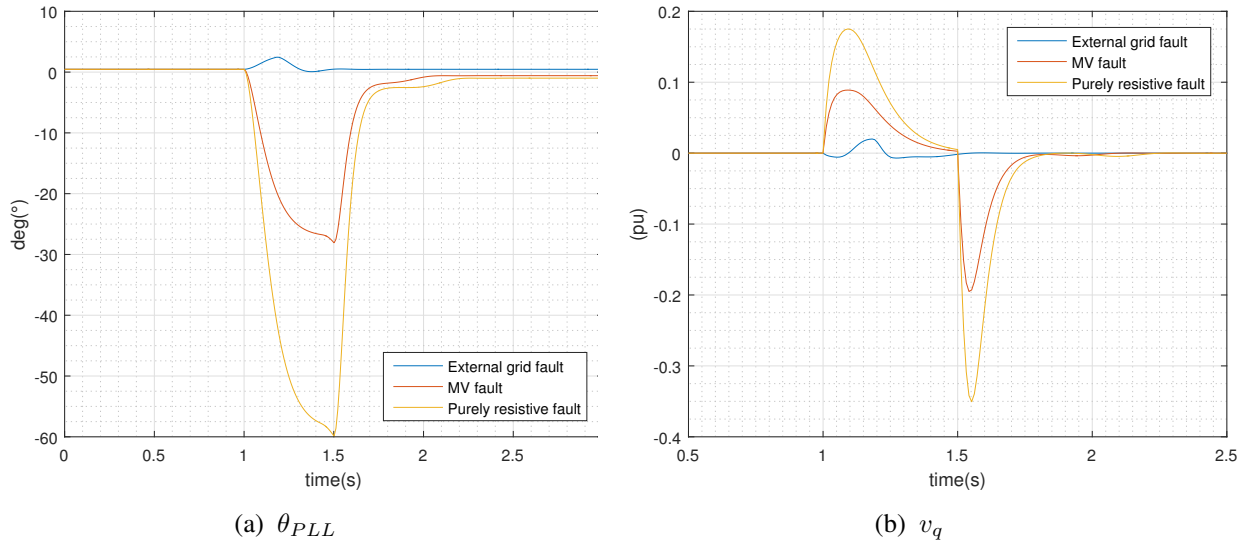 10
0
-10
-20
-30
-40
-50
-60
deg(°)
0
0.5
1
1.5
2
2.5
time(s)
External grid fault
MV fault
Purely resistive fault
(a) θ_PLL
0.2
0.1
0
-0.1
-0.2
-0.3
-0.4
(pu)
0.5
1
1.5
2
2.5
time(s)
External grid fault
MV fault
Purely resistive fault
(b) v_q